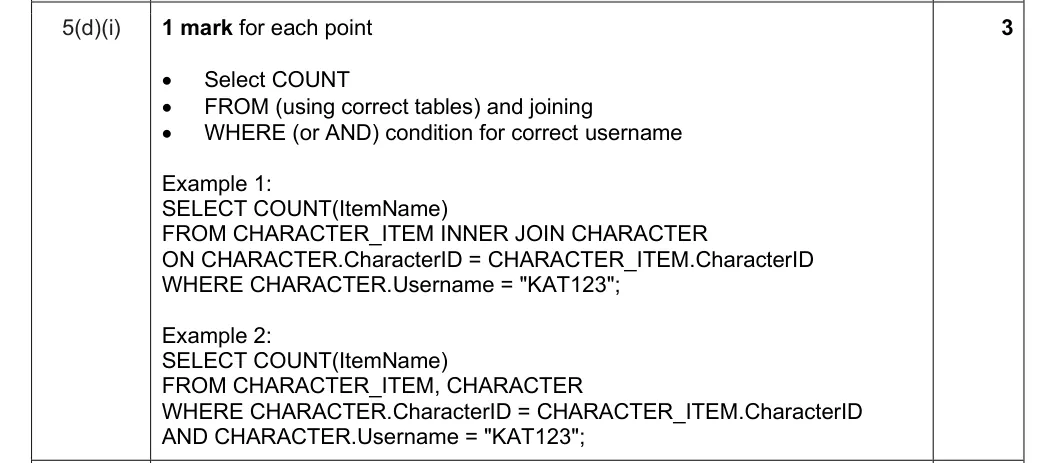 5(d)(i) 1 mark for each point 3
• Select COUNT
• FROM (using correct tables) and joining
• WHERE (or AND) condition for correct username
Example 1:
SELECT COUNT(ItemName)
FROM CHARACTER_ITEM INNER JOIN CHARACTER
ON CHARACTER.CharacterID = CHARACTER_ITEM.CharacterID
WHERE CHARACTER.Username = "KAT123";
Example 2:
SELECT COUNT(ItemName)
FROM CHARACTER_ITEM, CHARACTER
WHERE CHARACTER.CharacterID = CHARACTER_ITEM.CharacterID
AND CHARACTER.Username = "KAT123";